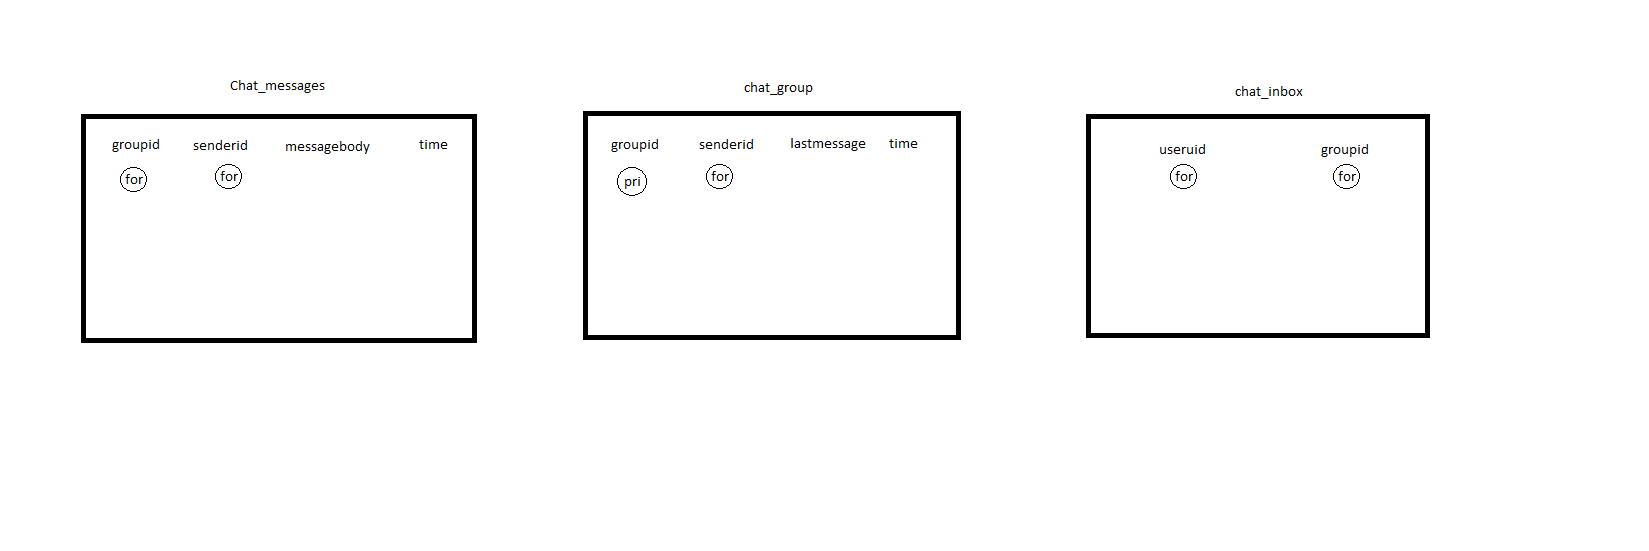 Chat_messages
groupid senderid messagebody time
for for
chat_group
groupid senderid lastmessage time
pri for
chat_inbox
useruid groupid
for for